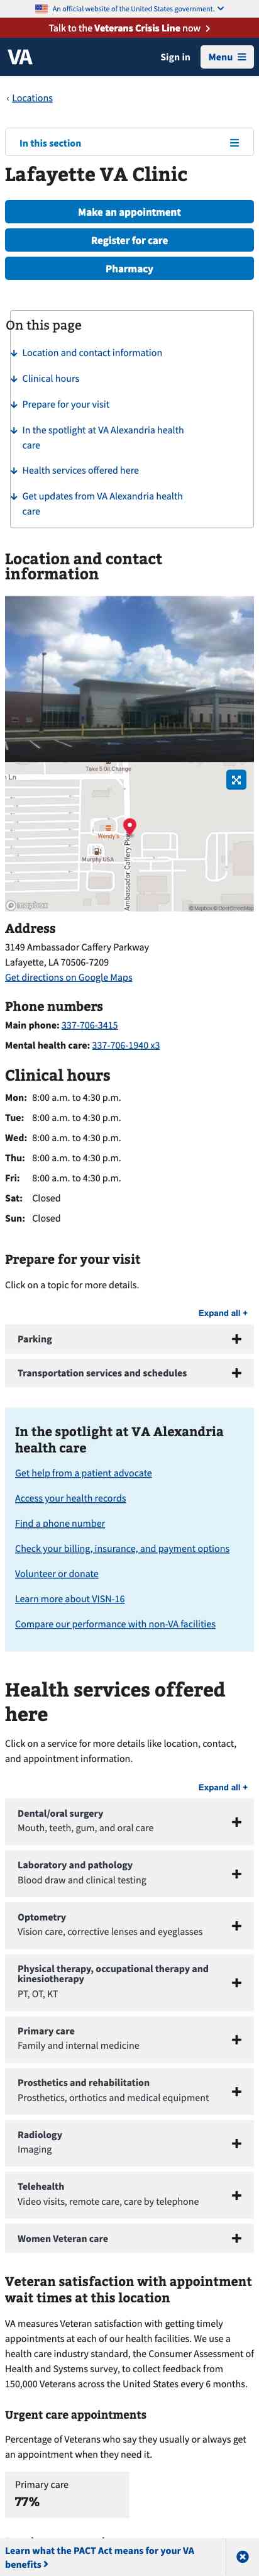 An official website of the United States government.
Talk to the Veterans Crisis Line now
VA
Sign in
Menu
‹ Locations
In this section
Lafayette VA Clinic
Make an appointment
Register for care
Pharmacy
On this page
Location and contact information
Clinical hours
Prepare for your visit
In the spotlight at VA Alexandria health
care
Health services offered here
Get updates from VA Alexandria health
care
Location and contact
information
Take 5 Oil Change
Ln
Wendy's
Murphy USA
Ambassador Caffery Pkwy
mapbox
© Mapbox © OpenStreetMap
Address
3149 Ambassador Caffery Parkway
Lafayette, LA 70506-7209
Get directions on Google Maps
Phone numbers
Main phone: 337-706-3415
Mental health care: 337-706-1940 x3
Clinical hours
Mon: 8:00 a.m. to 4:30 p.m.
Tue: 8:00 a.m. to 4:30 p.m.
Wed: 8:00 a.m. to 4:30 p.m.
Thu: 8:00 a.m. to 4:30 p.m.
Fri: 8:00 a.m. to 4:30 p.m.
Sat: Closed
Sun: Closed
Prepare for your visit
Click on a topic for more details.
Expand all +
Parking
Transportation services and schedules
In the spotlight at VA Alexandria
health care
Get help from a patient advocate
Access your health records
Find a phone number
Check your billing, insurance, and payment options
Volunteer or donate
Learn more about VISN-16
Compare our performance with non-VA facilities
Health services offered
here
Click on a service for more details like location, contact,
and appointment information.
Expand all +
Dental/oral surgery
Mouth, teeth, gum, and oral care
Laboratory and pathology
Blood draw and clinical testing
Optometry
Vision care, corrective lenses and eyeglasses
Physical therapy, occupational therapy and
kinesiotherapy
PT, OT, KT
Primary care
Family and internal medicine
Prosthetics and rehabilitation
Prosthetics, orthotics and medical equipment
Radiology
Imaging
Telehealth
Video visits, remote care, care by telephone
Women Veteran care
Veteran satisfaction with appointment
wait times at this location
VA measures Veteran satisfaction with getting timely
appointments at each of our health facilities. We use a
health care industry standard, the Consumer Assessment of
Health and Systems survey, to collect feedback from
150,000 Veterans across the United States every 6 months.
Urgent care appointments
Percentage of Veterans who say they usually or always get
an appointment when they need it.
Primary care
77%
Learn what the PACT Act means for your VA
benefits